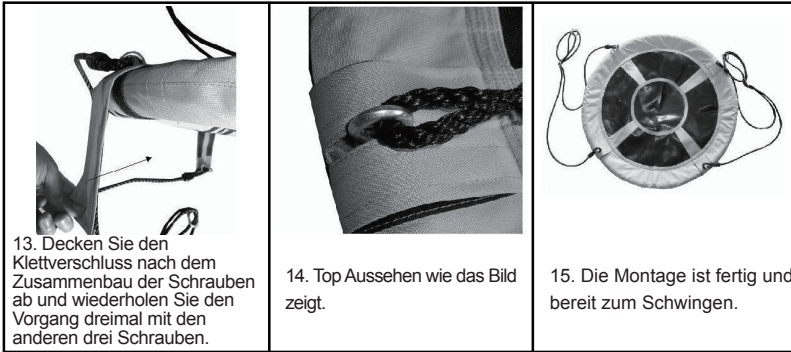 13. Decken Sie den
Klettverschluss nach dem
Zusammenbau der Schrauben
ab und wiederholen Sie den
Vorgang dreimal mit den
anderen drei Schrauben.
14. Top Aussehen wie das Bild
zeigt.
15. Die Montage ist fertig und
bereit zum Schwingen.